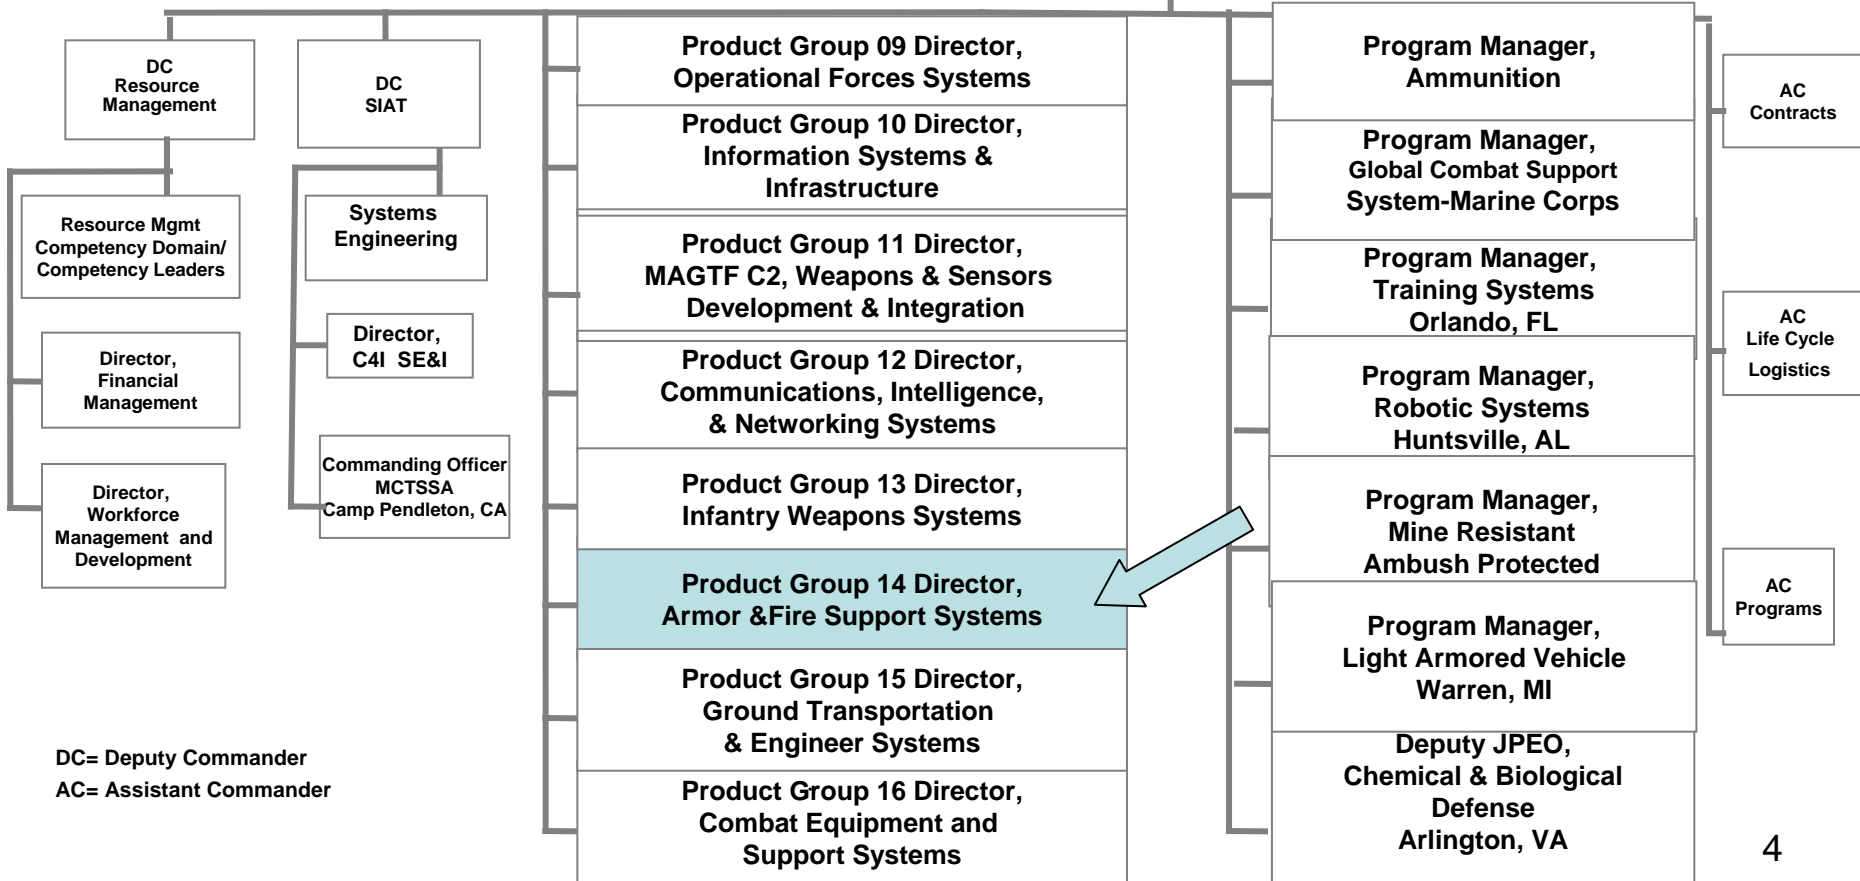 DC
Resource
Management
Resource Mgmt
Competency Domain/
Competency Leaders
Director,
Financial
Management
Director,
Workforce
Management and
Development
DC
SIAT
Systems
Engineering
Director,
C4I SE&I
Commanding Officer
MCTSSA
Camp Pendleton, CA
Product Group 09 Director,
Operational Forces Systems
Product Group 10 Director,
Information Systems &
Infrastructure
Product Group 11 Director,
MAGTF C2, Weapons & Sensors
Development & Integration
Product Group 12 Director,
Communications, Intelligence,
& Networking Systems
Product Group 13 Director,
Infantry Weapons Systems
Product Group 14 Director,
Armor &Fire Support Systems
Product Group 15 Director,
Ground Transportation
& Engineer Systems
Product Group 16 Director,
Combat Equipment and
Support Systems
Program Manager,
Ammunition
Program Manager,
Global Combat Support
System-Marine Corps
Program Manager,
Training Systems
Orlando, FL
Program Manager,
Robotic Systems
Huntsville, AL
Program Manager,
Mine Resistant
Ambush Protected
Program Manager,
Light Armored Vehicle
Warren, MI
Deputy JPEO,
Chemical & Biological
Defense
Arlington, VA
AC
Contracts
AC
Life Cycle
Logistics
AC
Programs
DC= Deputy Commander
AC= Assistant Commander
4